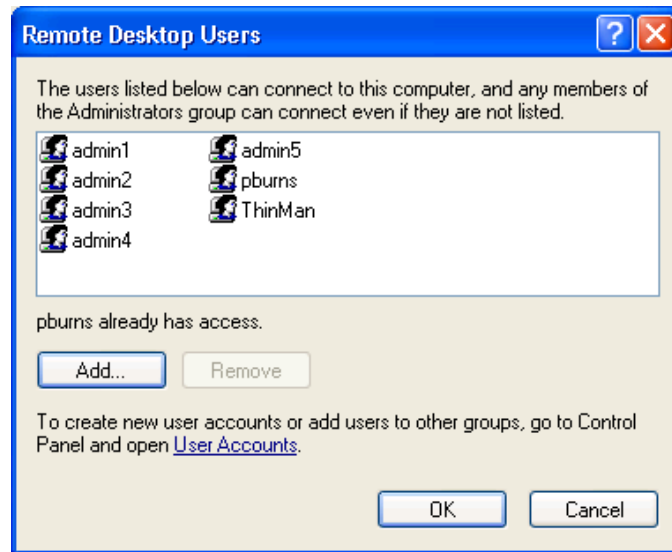 Remote Desktop Users
The users listed below can connect to this computer, and any members of
the Administrators group can connect even if they are not listed.
admin1
admin2
admin3
admin4
admin5
pburns
ThinMan
pburns already has access.
Add...
Remove
To create new user accounts or add users to other groups, go to Control
Panel and open User Accounts.
OK
Cancel